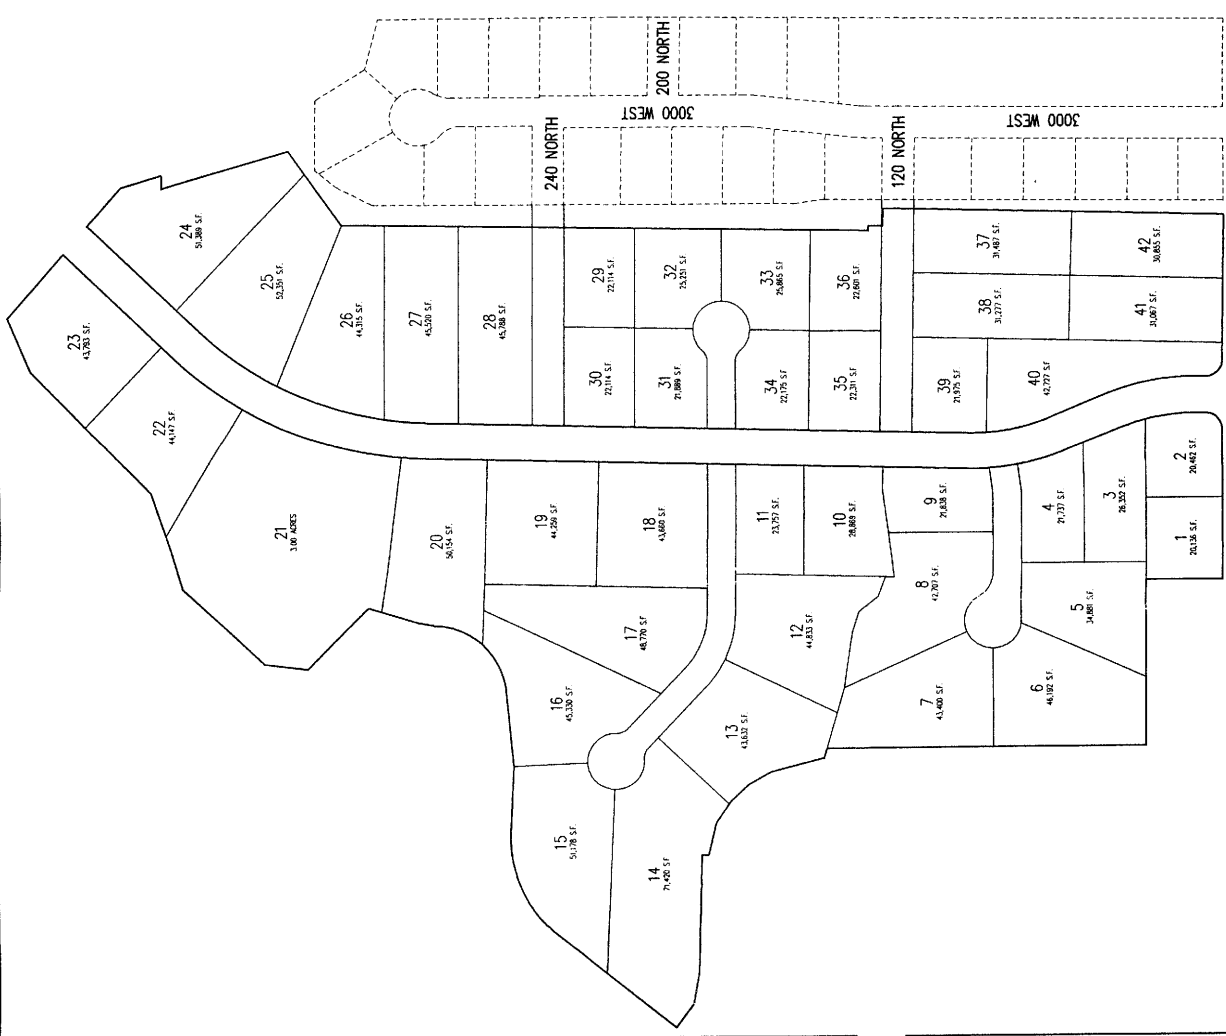 200 NORTH
3000 WEST
240 NORTH
120 NORTH
3000 WEST
24
51,389 S.F.
25
52,351 S.F.
23
43,793 S.F.
22
44,147 S.F.
26
44,315 S.F.
27
45,520 S.F.
28
45,788 S.F.
29
22,114 S.F.
32
25,251 S.F.
33
25,865 S.F.
36
22,801 S.F.
37
31,487 S.F.
42
30,855 S.F.
30
22,114 S.F.
31
21,889 S.F.
34
22,175 S.F.
35
22,311 S.F.
38
31,277 S.F.
41
31,067 S.F.
39
21,975 S.F.
40
42,727 S.F.
21
3.00 ACRES
20
50,154 S.F.
19
44,259 S.F.
18
43,660 S.F.
11
23,757 S.F.
10
28,869 S.F.
9
21,838 S.F.
4
21,737 S.F.
3
26,352 S.F.
2
20,462 S.F.
1
20,136 S.F.
17
48,770 S.F.
12
44,833 S.F.
8
42,707 S.F.
5
34,881 S.F.
16
45,330 S.F.
13
43,632 S.F.
7
43,400 S.F.
6
46,192 S.F.
15
51,178 S.F.
14
71,420 S.F.